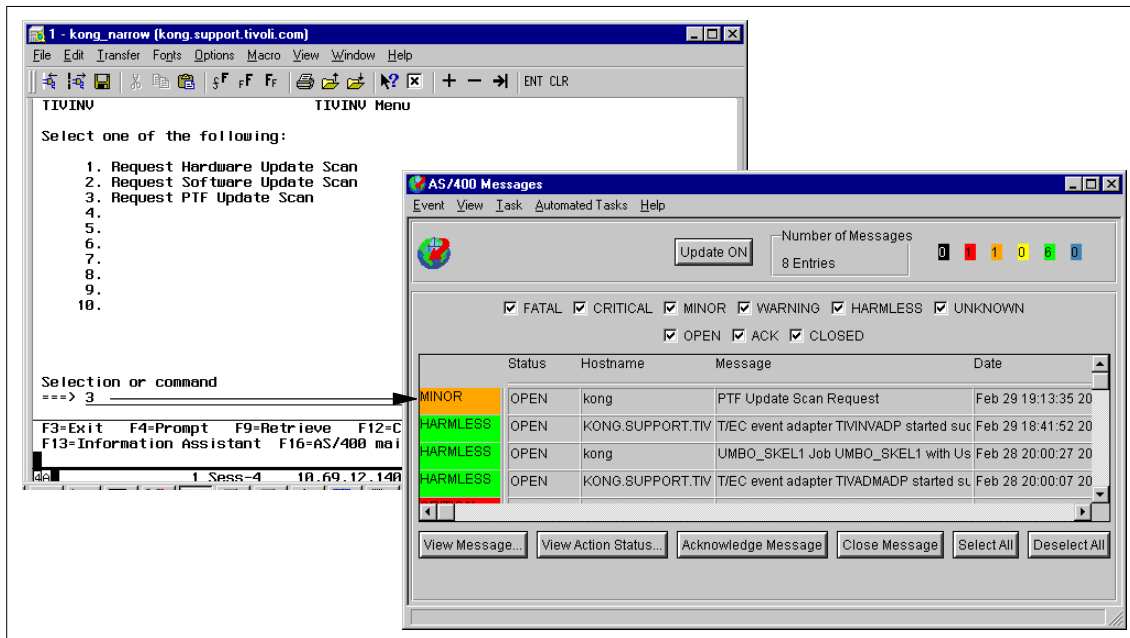 1 - kong_narrow (kong.support.tivoli.com)
File Edit Transfer Fonts Options Macro View Window Help
ENT CLR
TIVINV TIVINV Menu
Select one of the following:
1. Request Hardware Update Scan
2. Request Software Update Scan
3. Request PTF Update Scan
4.
5.
6.
7.
8.
9.
10.
Selection or command
===> 3
F3=Exit F4=Prompt F9=Retrieve F12=C
F13=Information Assistant F16=AS/400 mai
1 Sess-4 10.69.12.140
AS/400 Messages
Event View Task Automated Tasks Help
Update ON
Number of Messages
8 Entries
0 1 1 0 6 0
FATAL CRITICAL MINOR WARNING HARMLESS UNKNOWN
OPEN ACK CLOSED
Status Hostname Message Date
MINOR OPEN kong PTF Update Scan Request Feb 29 19:13:35 20
HARMLESS OPEN KONG.SUPPORT.TIV T/EC event adapter TIVINVADP started suc Feb 29 18:41:52 20
HARMLESS OPEN kong UMBO_SKEL1 Job UMBO_SKEL1 with Us Feb 28 20:00:27 20
HARMLESS OPEN KONG.SUPPORT.TIV T/EC event adapter TIVADMADP started su Feb 28 20:00:07 20
View Message... View Action Status... Acknowledge Message Close Message Select All Deselect All